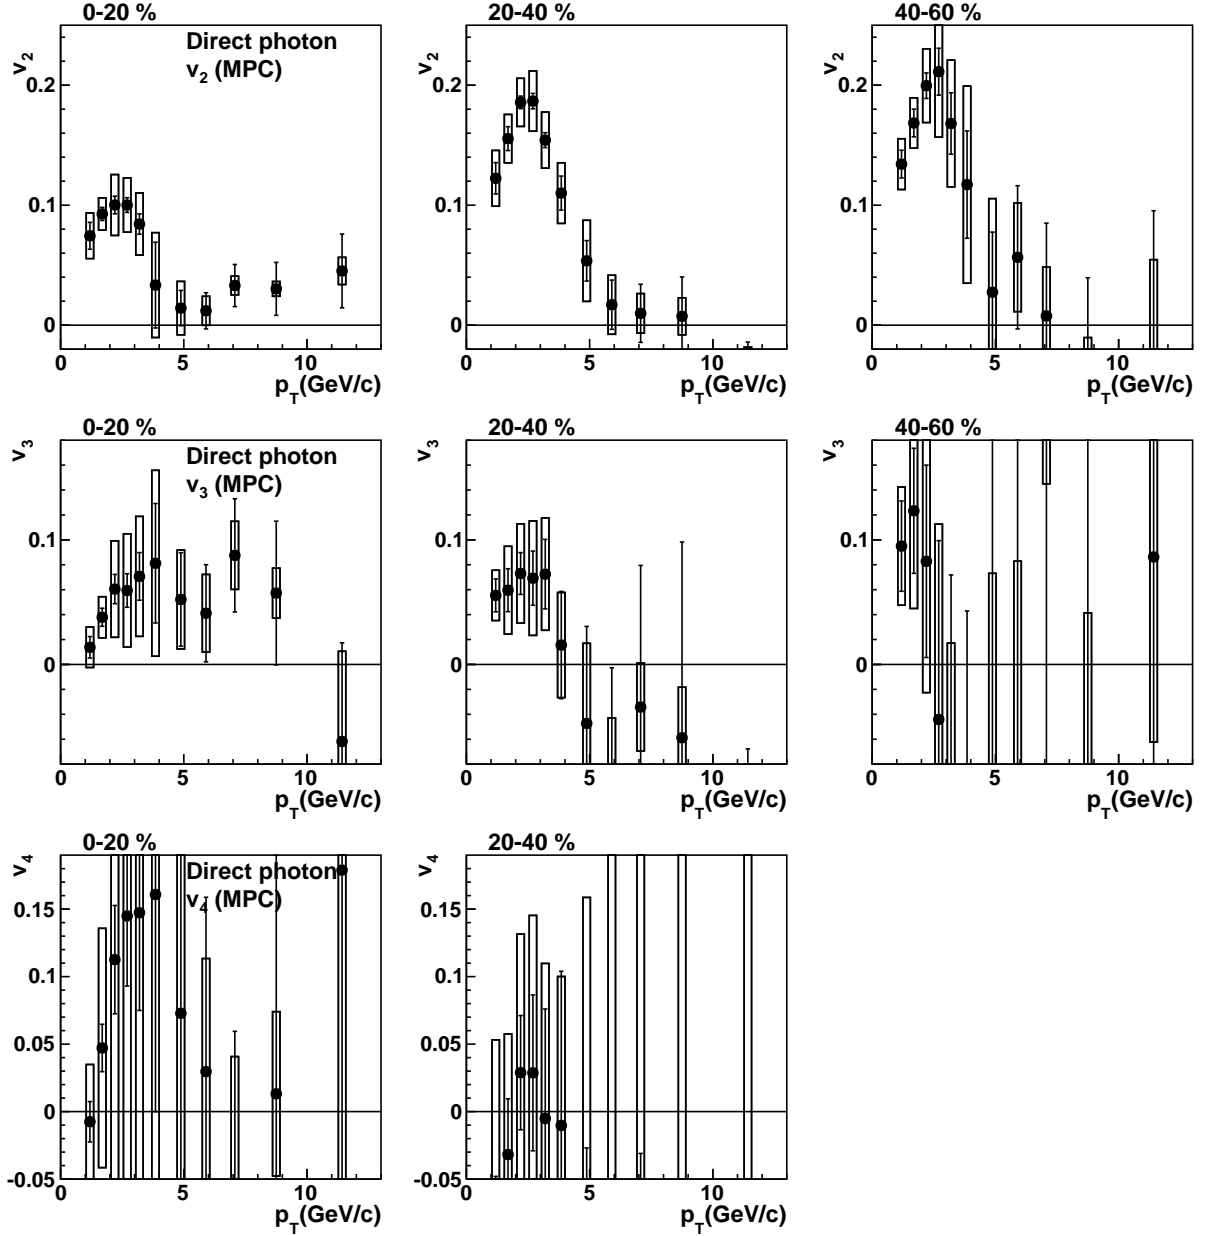 0-20 %
20-40 %
40-60 %
v2
Direct photon
v2 (MPC)
0.2
0.1
0
0 5 10
pT(GeV/c)
v2
0.2
0.1
0
0 5 10
pT(GeV/c)
v2
0.2
0.1
0
0 5 10
pT(GeV/c)
0-20 %
20-40 %
40-60 %
v3
Direct photon
v3 (MPC)
0.1
0
0 5 10
pT(GeV/c)
v3
0.1
0
0 5 10
pT(GeV/c)
v3
0.1
0
0 5 10
pT(GeV/c)
0-20 %
20-40 %
v4
Direct photon
v4 (MPC)
0.15
0.1
0.05
0
-0.05
0 5 10
pT(GeV/c)
v4
0.15
0.1
0.05
0
-0.05
0 5 10
pT(GeV/c)